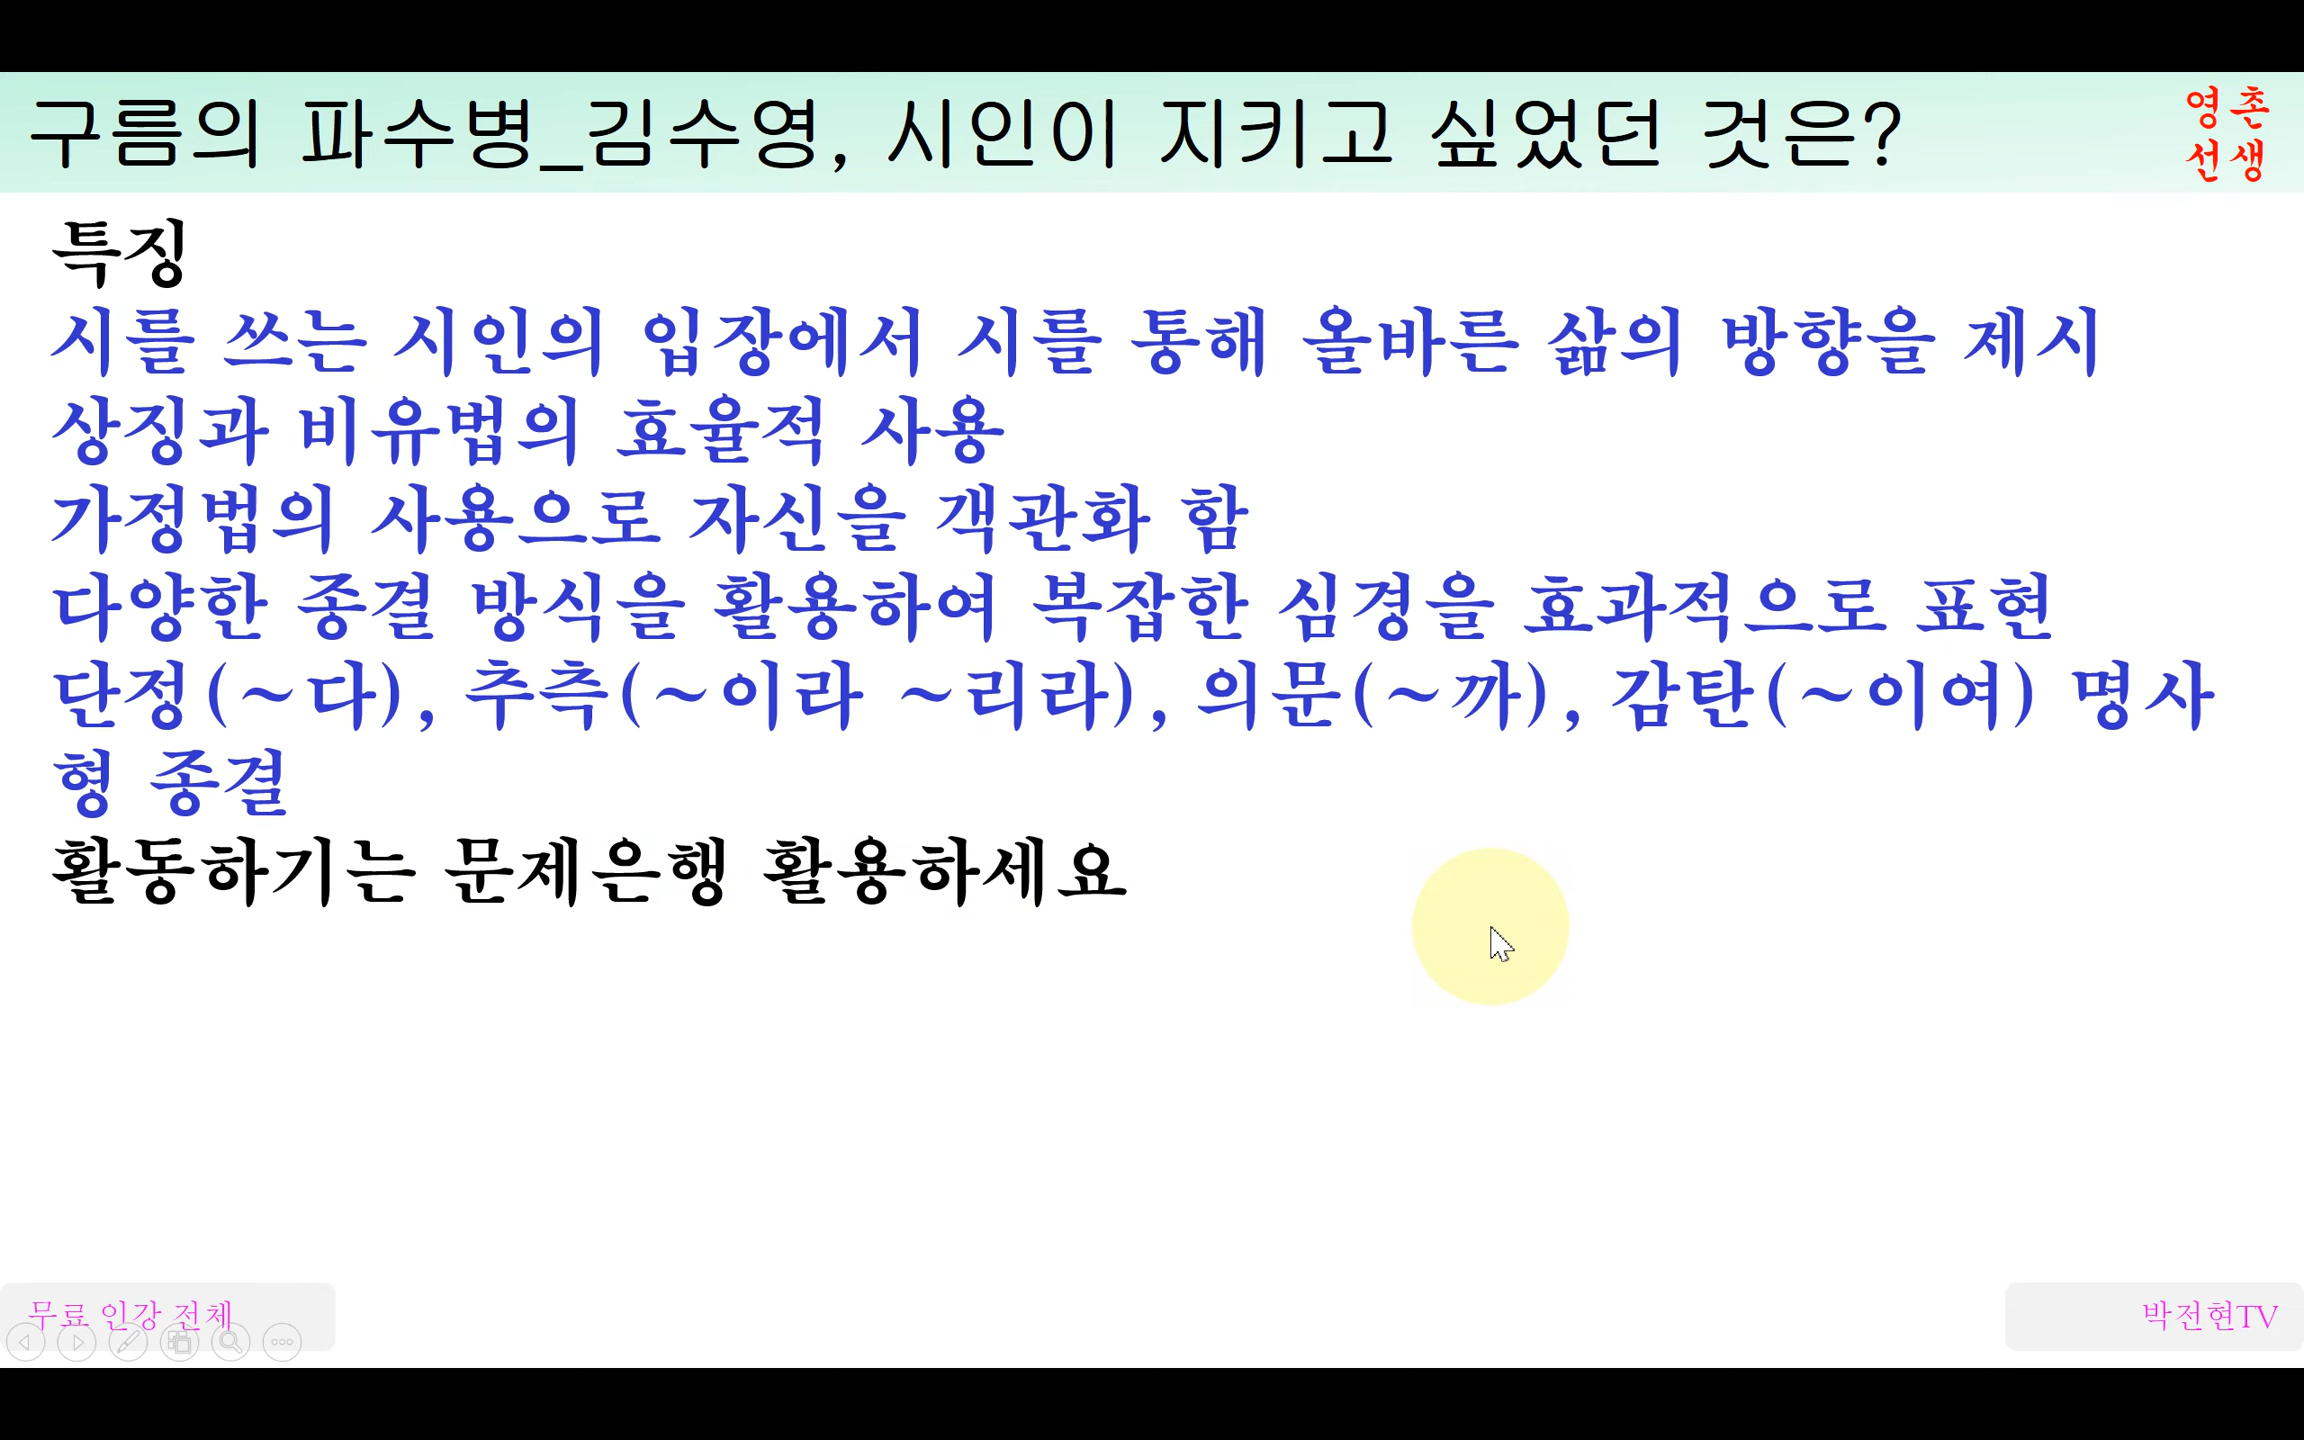 구름의 파수병_김수영, 시인이 지키고 싶었던 것은?
영촌
선생
특징
시를 쓰는 시인의 입장에서 시를 통해 올바른 삶의 방향을 제시
상징과 비유법의 효율적 사용
가정법의 사용으로 자신을 객관화 함
다양한 종결 방식을 활용하여 복잡한 심경을 효과적으로 표현
단정(~다), 추측(~이라 ~리라), 의문(~까), 감탄(~이여) 명사
형 종결
활동하기는 문제은행 활용하세요
무료 인강 전체
박전현TV